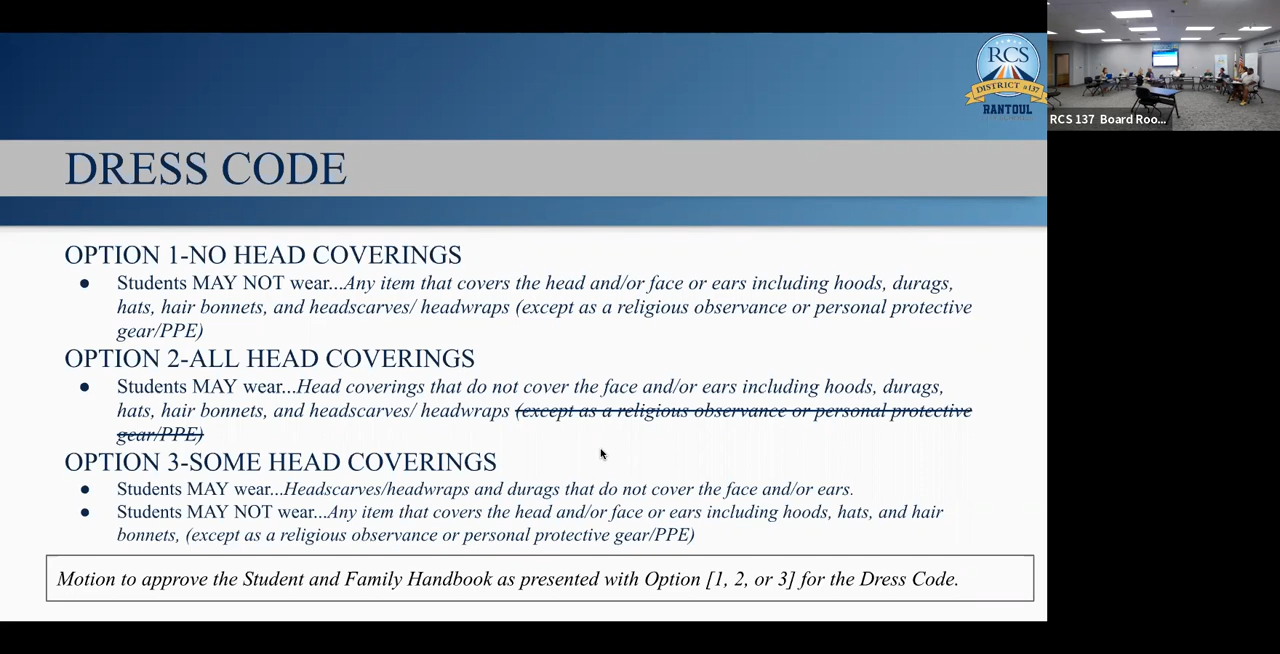 RCS
DISTRICT #137
RANTOUL
RCS 137 Board Roo...
DRESS CODE
OPTION 1-NO HEAD COVERINGS
● Students MAY NOT wear...Any item that covers the head and/or face or ears including hoods, durags,
hats, hair bonnets, and headscarves/ headwraps (except as a religious observance or personal protective
gear/PPE)
OPTION 2-ALL HEAD COVERINGS
● Students MAY wear...Head coverings that do not cover the face and/or ears including hoods, durags,
hats, hair bonnets, and headscarves/ headwraps (except as a religious observance or personal protective
gear/PPE)
OPTION 3-SOME HEAD COVERINGS
● Students MAY wear...Headscarves/headwraps and durags that do not cover the face and/or ears.
● Students MAY NOT wear...Any item that covers the head and/or face or ears including hoods, hats, and hair
bonnets, (except as a religious observance or personal protective gear/PPE)
Motion to approve the Student and Family Handbook as presented with Option [1, 2, or 3] for the Dress Code.